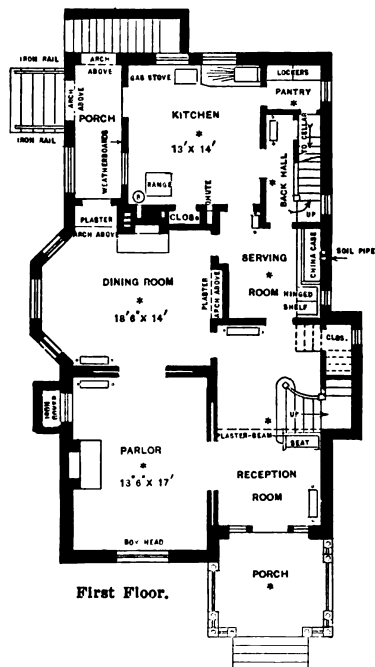 IRON RAIL
ARCH
ABOVE
ARCH ABOVE
PORCH
IRON RAIL
WEATHERBOARDS
GAS STOVE
KITCHEN
*
13' X 14'
LOCKERS
PANTRY
*
TO CELLAR
BACK HALL
*
UP
RANGE
B
CHUTE
CLOS.
PLASTER
ARCH ABOVE
DINING ROOM
*
18' 6" X 14'
PLASTER
ARCH ABOVE
SERVING
*
ROOM
CHINA CASE
SOIL PIPE
HINGED
SHELF
CLOS.
UP
*
PLASTER-BEAM
SEAT
PARLOR
*
13' 6" X 17'
RECEPTION
ROOM
BOX HEAD
PORCH
*
First Floor.